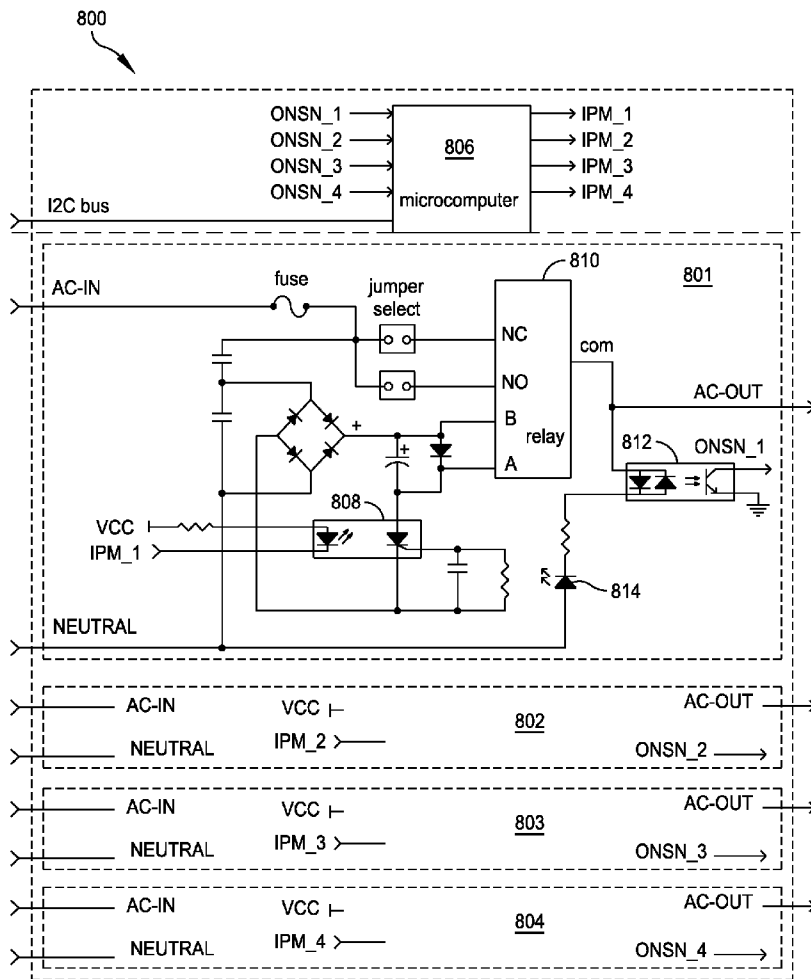 800
ONSN_1
ONSN_2
ONSN_3
ONSN_4
806
microcomputer
IPM_1
IPM_2
IPM_3
IPM_4
I2C bus
AC-IN
fuse
jumper
select
810
801
NC
NO
B
relay
A
com
AC-OUT
812
ONSN_1
+
+
808
VCC
IPM_1
814
NEUTRAL
AC-IN
VCC
AC-OUT
NEUTRAL
IPM_2
802
ONSN_2
AC-IN
VCC
AC-OUT
NEUTRAL
IPM_3
803
ONSN_3
AC-IN
VCC
AC-OUT
NEUTRAL
IPM_4
804
ONSN_4